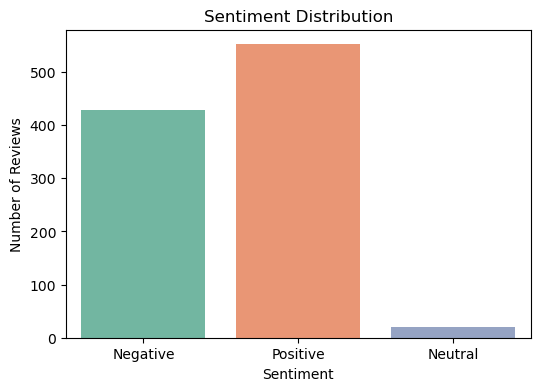 Sentiment Distribution
Number of Reviews
500
400
300
200
100
0
Negative
Positive
Neutral
Sentiment